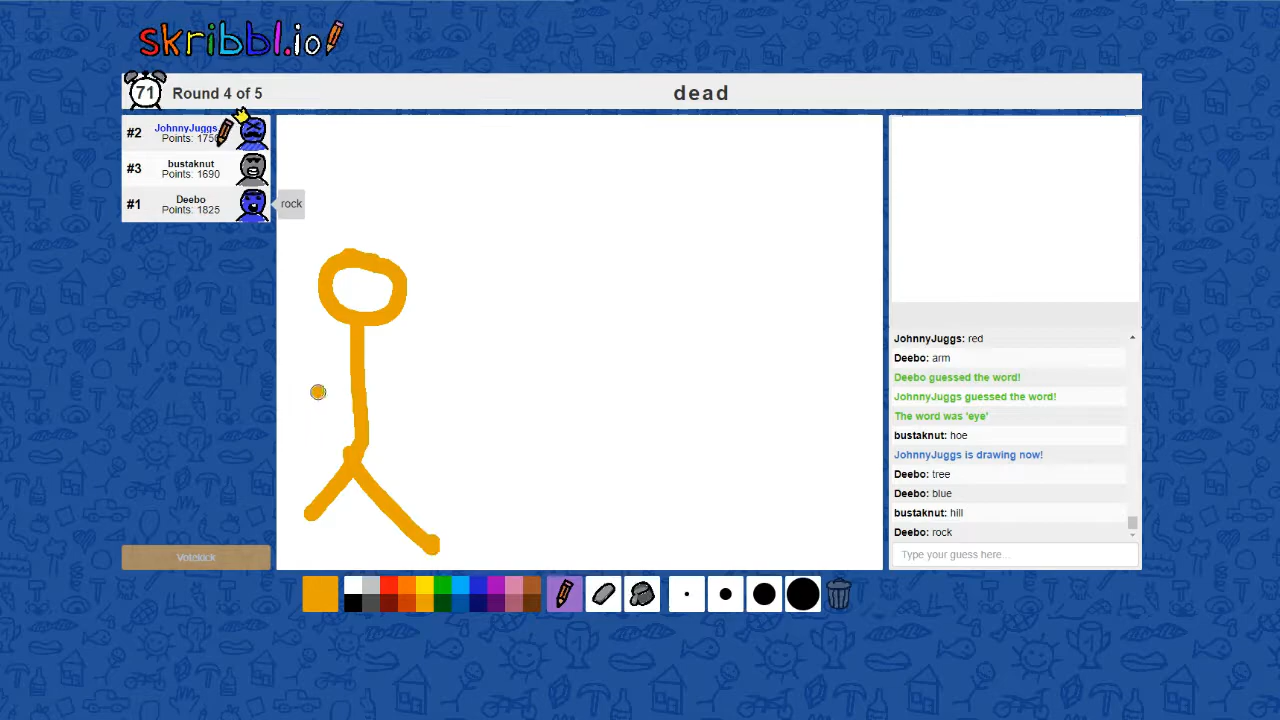 skribbl.io
71
Round 4 of 5
dead
#2
JohnnyJuggs
Points: 1750
#3
bustaknut
Points: 1690
#1
Deebo
Points: 1825
rock
JohnnyJuggs: red
Deebo: arm
Deebo guessed the word!
JohnnyJuggs guessed the word!
The word was 'eye'
bustaknut: hoe
JohnnyJuggs is drawing now!
Deebo: tree
Deebo: blue
bustaknut: hill
Deebo: rock
Type your guess here...
Votekick